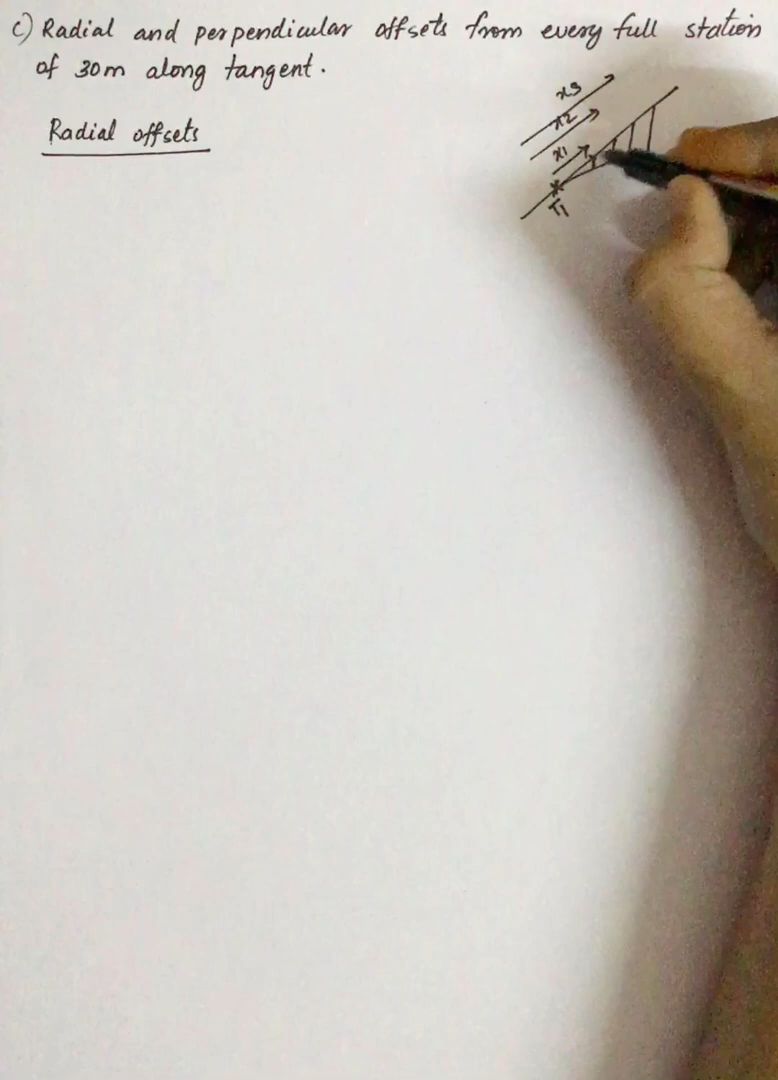 c) Radial and perpendicular offsets from every full station
of 30m along tangent.
Radial offsets
x3
x2
x1
T1